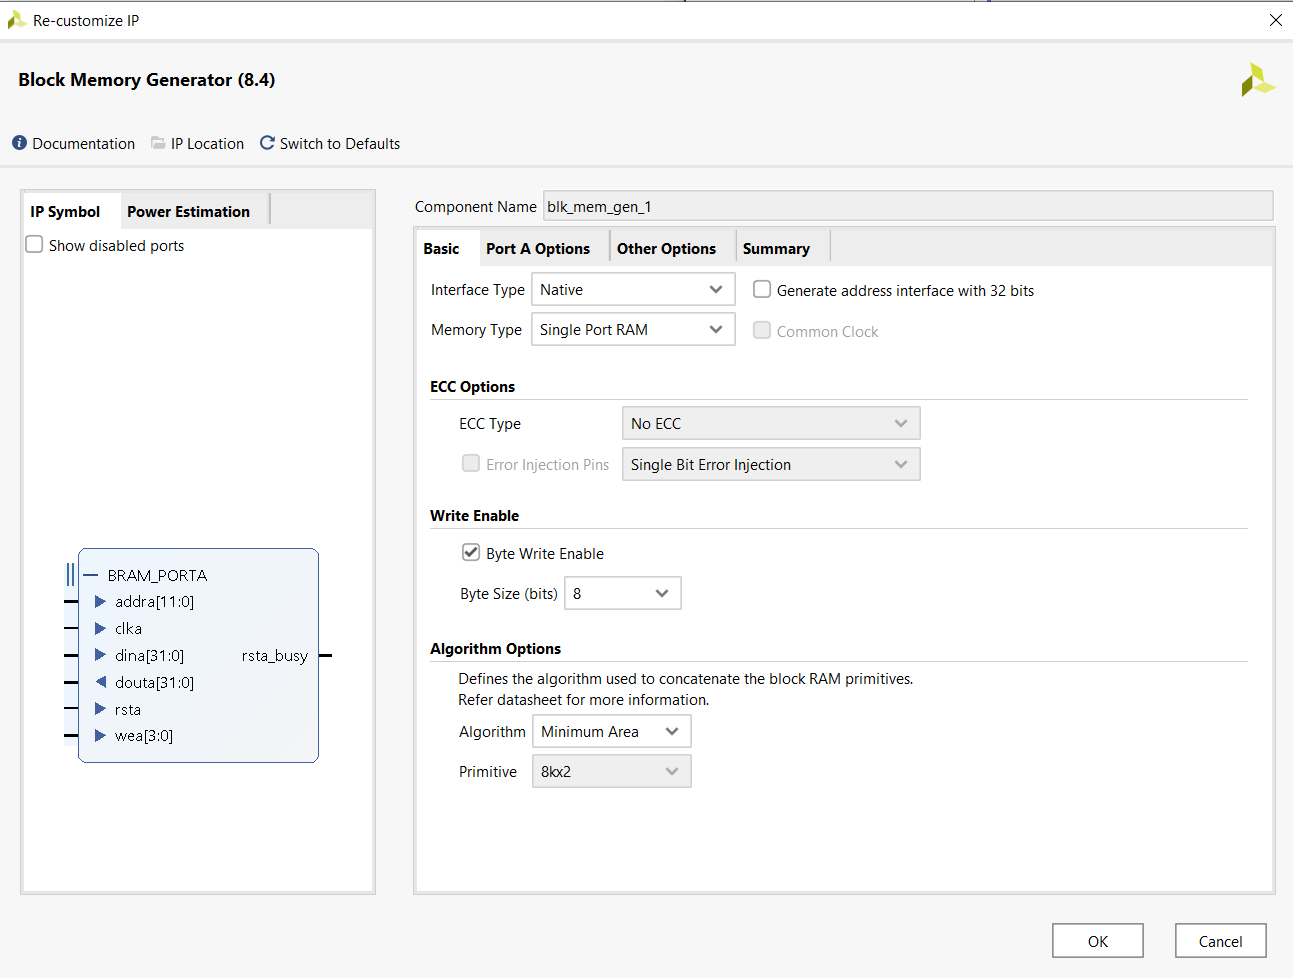 Re-customize IP
Block Memory Generator (8.4)
Documentation IP Location Switch to Defaults
IP Symbol Power Estimation
Show disabled ports
BRAM_PORTA
addra[11:0]
clka
dina[31:0] rsta_busy
douta[31:0]
rsta
wea[3:0]
Component Name blk_mem_gen_1
Basic Port A Options Other Options Summary
Interface Type Native Generate address interface with 32 bits
Memory Type Single Port RAM Common Clock
ECC Options
ECC Type No ECC
Error Injection Pins Single Bit Error Injection
Write Enable
Byte Write Enable
Byte Size (bits) 8
Algorithm Options
Defines the algorithm used to concatenate the block RAM primitives.
Refer datasheet for more information.
Algorithm Minimum Area
Primitive 8kx2
OK Cancel